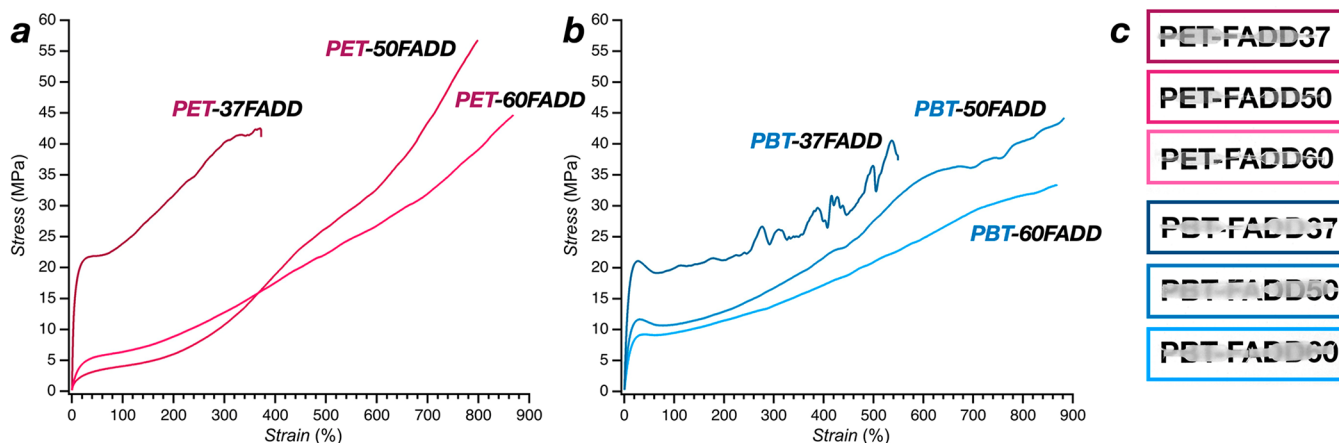 a
60
55
50
45
40
35
30
25
20
15
10
5
0
Stress (MPa)
PET-50FADD
PET-60FADD
PET-37FADD
0 100 200 300 400 500 600 700 800 900
Strain (%)
b
60
55
50
45
40
35
30
25
20
15
10
5
0
Stress (MPa)
PBT-50FADD
PBT-37FADD
PBT-60FADD
0 100 200 300 400 500 600 700 800 900
Strain (%)
c
PET-FADD37
PET-FADD50
PET-FADD60
PBT-FADD37
PBT-FADD50
PBT-FADD60